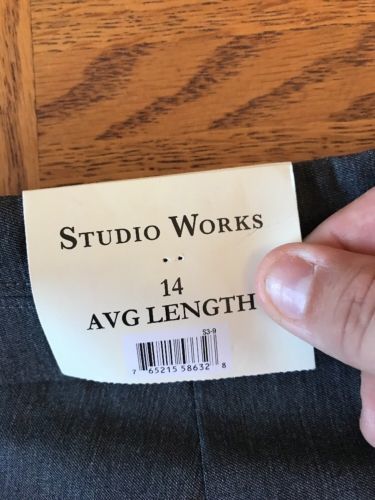 STUDIO WORKS
14
AVG LENGTH
S3-9
7 65215 58632 8